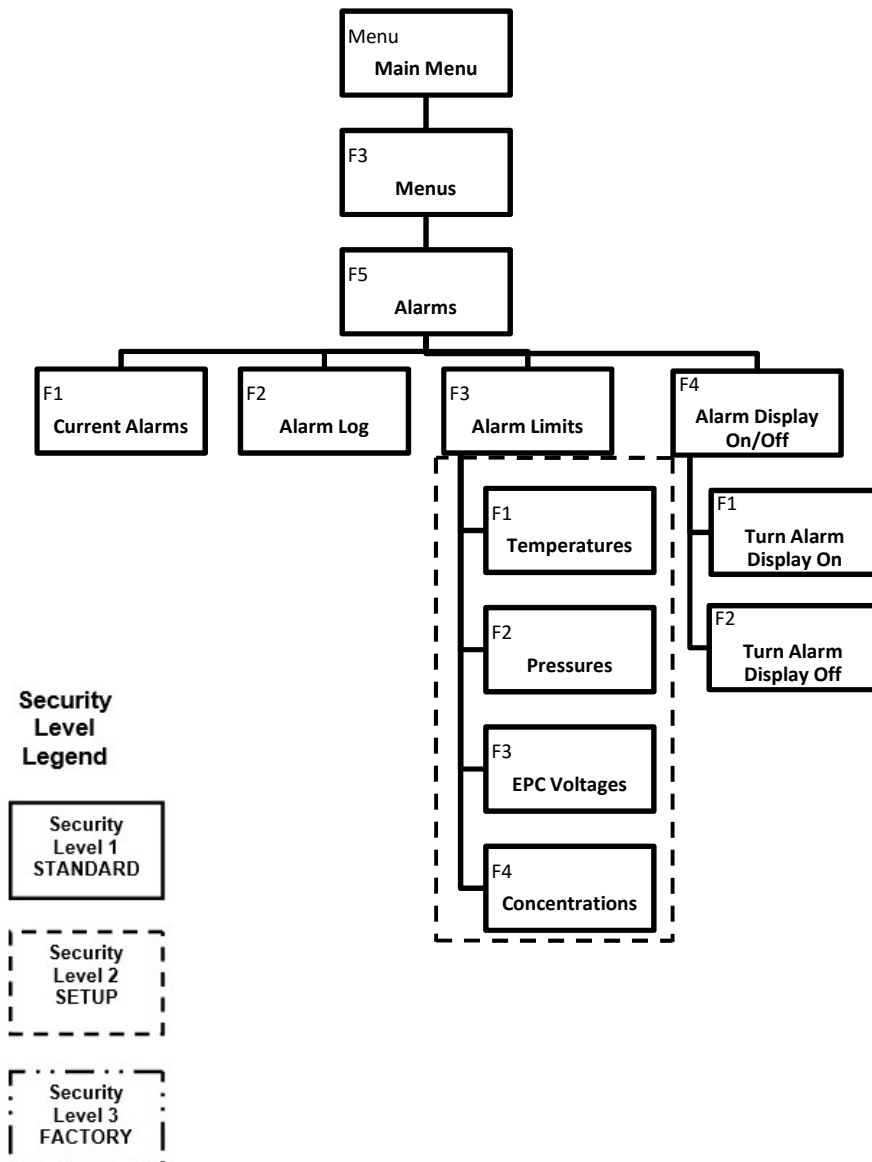 Menu
Main Menu
F3
Menus
F5
Alarms
F1
Current Alarms
F2
Alarm Log
F3
Alarm Limits
F4
Alarm Display
On/Off
F1
Temperatures
F2
Pressures
F3
EPC Voltages
F4
Concentrations
F1
Turn Alarm
Display On
F2
Turn Alarm
Display Off
Security
Level
Legend
Security
Level 1
STANDARD
Security
Level 2
SETUP
Security
Level 3
FACTORY